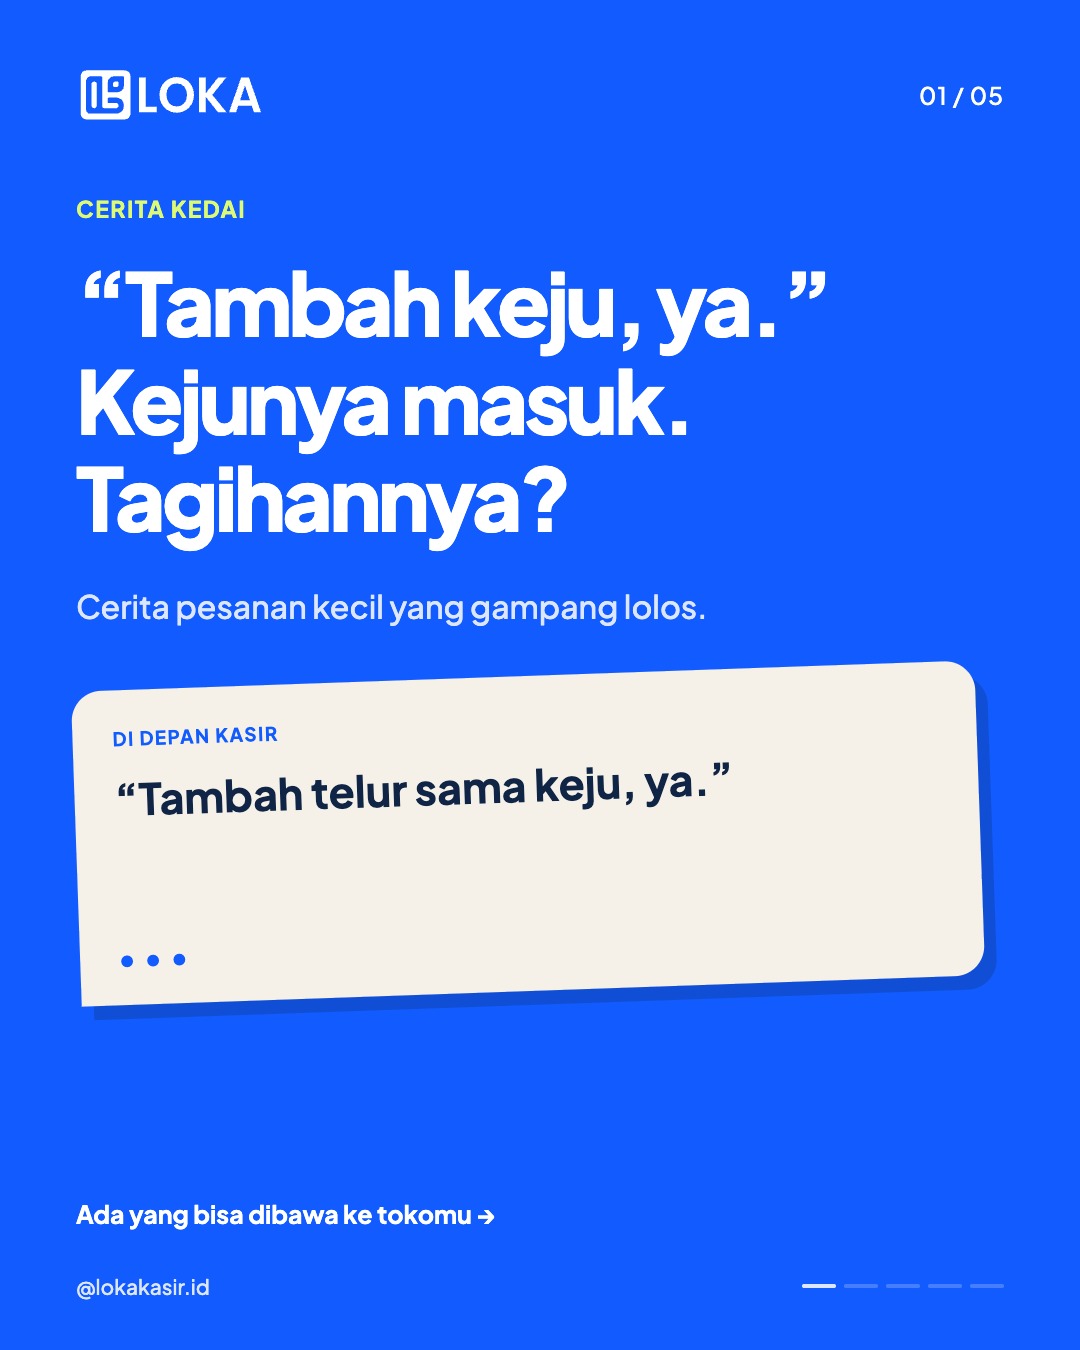 LOKA
01 / 05
CERITA KEDAI
“Tambah keju, ya.”
Kejunya masuk.
Tagihannya?
Cerita pesanan kecil yang gampang lolos.
DI DEPAN KASIR
“Tambah telur sama keju, ya.”
Ada yang bisa dibawa ke tokomu →
@lokakasir.id